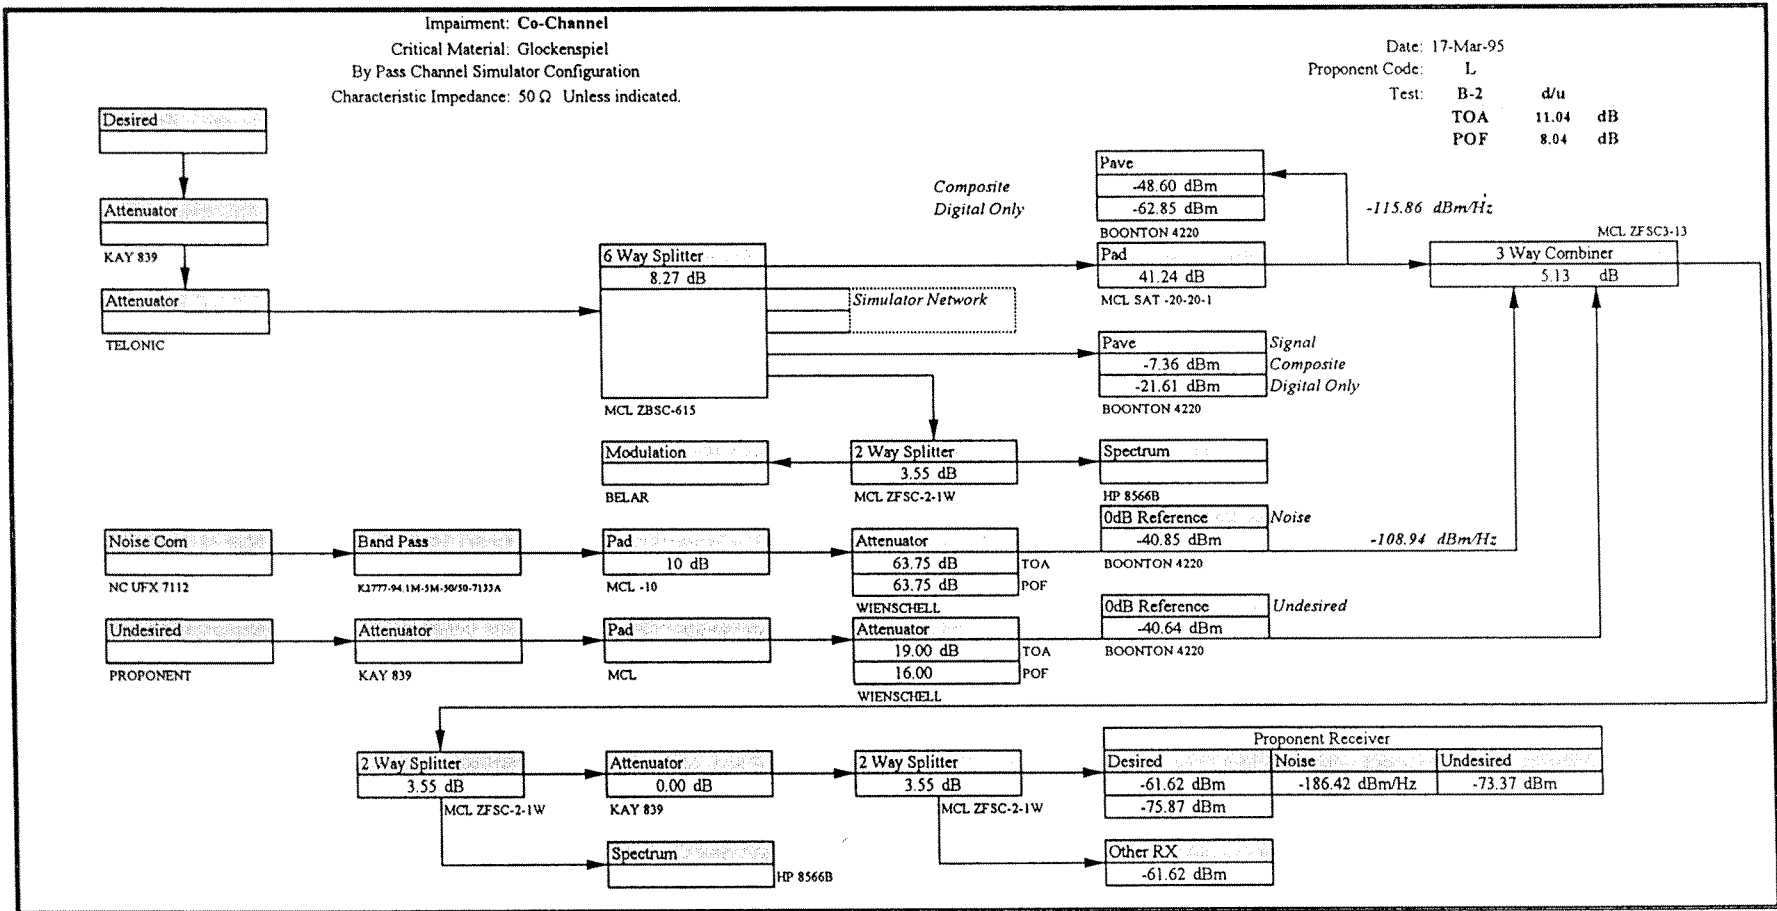 Impairment: Co-Channel
Critical Material: Glockenspiel
By Pass Channel Simulator Configuration
Characteristic Impedance: 50 Ω Unless indicated.
Date: 17-Mar-95
Proponent Code: L
Test: B-2 d/u
TOA 11.04 dB
POF 8.04 dB
Desired
Attenuator
KAY 839
Attenuator
TELONIC
6 Way Splitter
8.27 dB
MCL ZBSC-615
Simulator Network
Composite
Digital Only
Pave
-48.60 dBm
-62.85 dBm
BOONTON 4220
-115.86 dBm/Hz
Pad
41.24 dB
MCL SAT -20-20-1
MCL ZFSC3-13
3 Way Combiner
5.13 dB
Pave
-7.36 dBm
-21.61 dBm
BOONTON 4220
Signal
Composite
Digital Only
Modulation
BELAR
2 Way Splitter
3.55 dB
MCL ZFSC-2-1W
Spectrum
HP 8566B
Noise Com
NC UFX 7112
Band Pass
K2777-94.1M-5M-50/50-7133A
Pad
10 dB
MCL -10
Attenuator
63.75 dB TOA
63.75 dB POF
WIENSCHELL
0dB Reference
-40.85 dBm
BOONTON 4220
Noise
-108.94 dBm/Hz
Undesired
PROPONENT
Attenuator
KAY 839
Pad
MCL
Attenuator
19.00 dB TOA
16.00 POF
WIENSCHELL
0dB Reference
-40.64 dBm
BOONTON 4220
Undesired
2 Way Splitter
3.55 dB
MCL ZFSC-2-1W
Attenuator
0.00 dB
KAY 839
2 Way Splitter
3.55 dB
MCL ZFSC-2-1W
Proponent Receiver
Desired Noise Undesired
-61.62 dBm -186.42 dBm/Hz -73.37 dBm
-75.87 dBm
Spectrum
HP 8566B
Other RX
-61.62 dBm